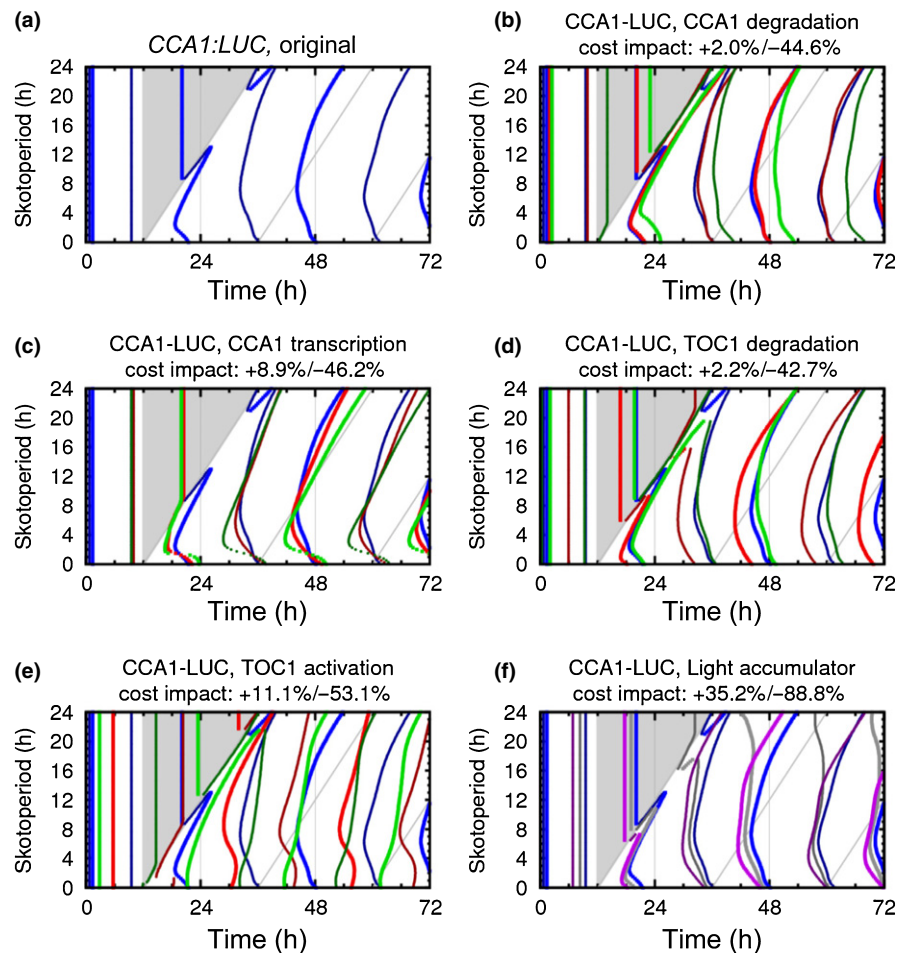 (a)
CCA1:LUC, original
24
20
16
12
8
4
0
Skotoperiod (h)
0 24 48 72
Time (h)
(b)
CCA1-LUC, CCA1 degradation
cost impact: +2.0%/−44.6%
24
20
16
12
8
4
0
Skotoperiod (h)
0 24 48 72
Time (h)
(c)
CCA1-LUC, CCA1 transcription
cost impact: +8.9%/−46.2%
24
20
16
12
8
4
0
Skotoperiod (h)
0 24 48 72
Time (h)
(d)
CCA1-LUC, TOC1 degradation
cost impact: +2.2%/−42.7%
24
20
16
12
8
4
0
Skotoperiod (h)
0 24 48 72
Time (h)
(e)
CCA1-LUC, TOC1 activation
cost impact: +11.1%/−53.1%
24
20
16
12
8
4
0
Skotoperiod (h)
0 24 48 72
Time (h)
(f)
CCA1-LUC, Light accumulator
cost impact: +35.2%/−88.8%
24
20
16
12
8
4
0
Skotoperiod (h)
0 24 48 72
Time (h)